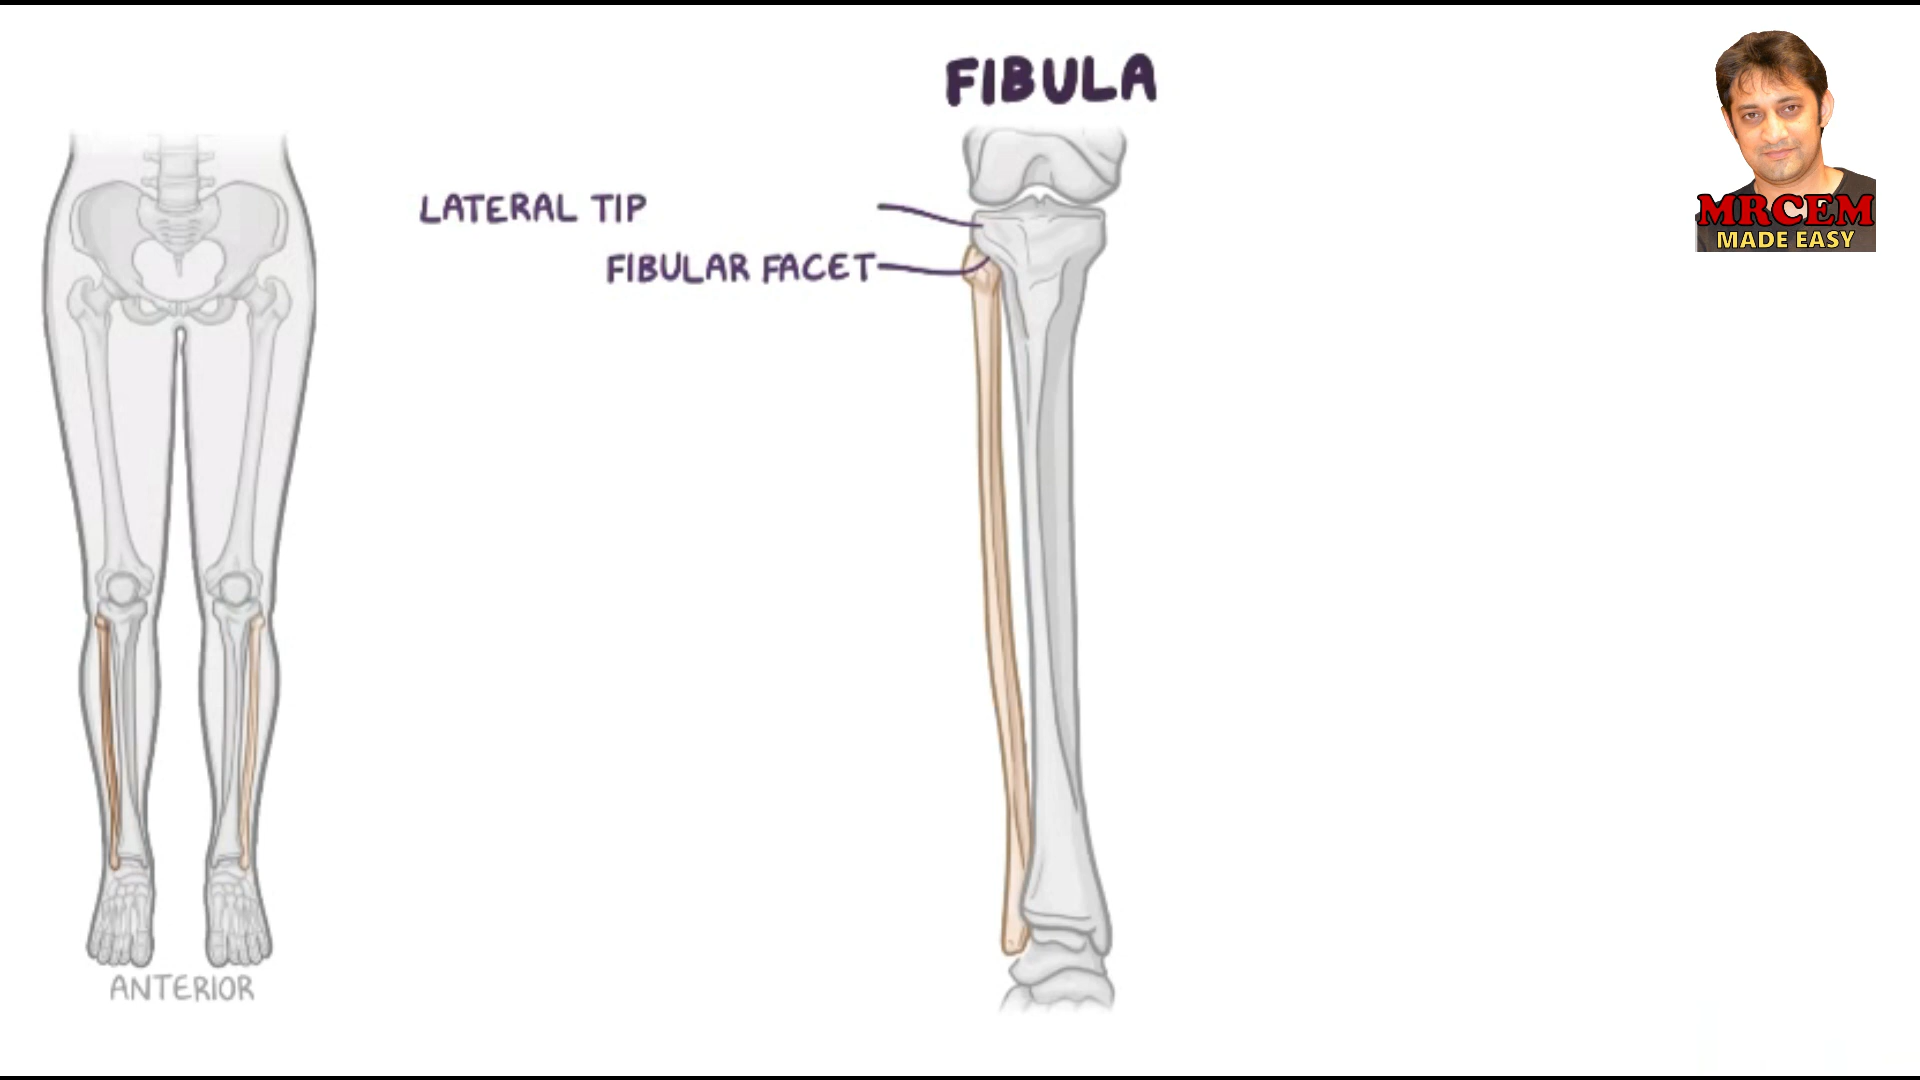 FIBULA
LATERAL TIP
FIBULAR FACET
ANTERIOR
MRCEM
MADE EASY